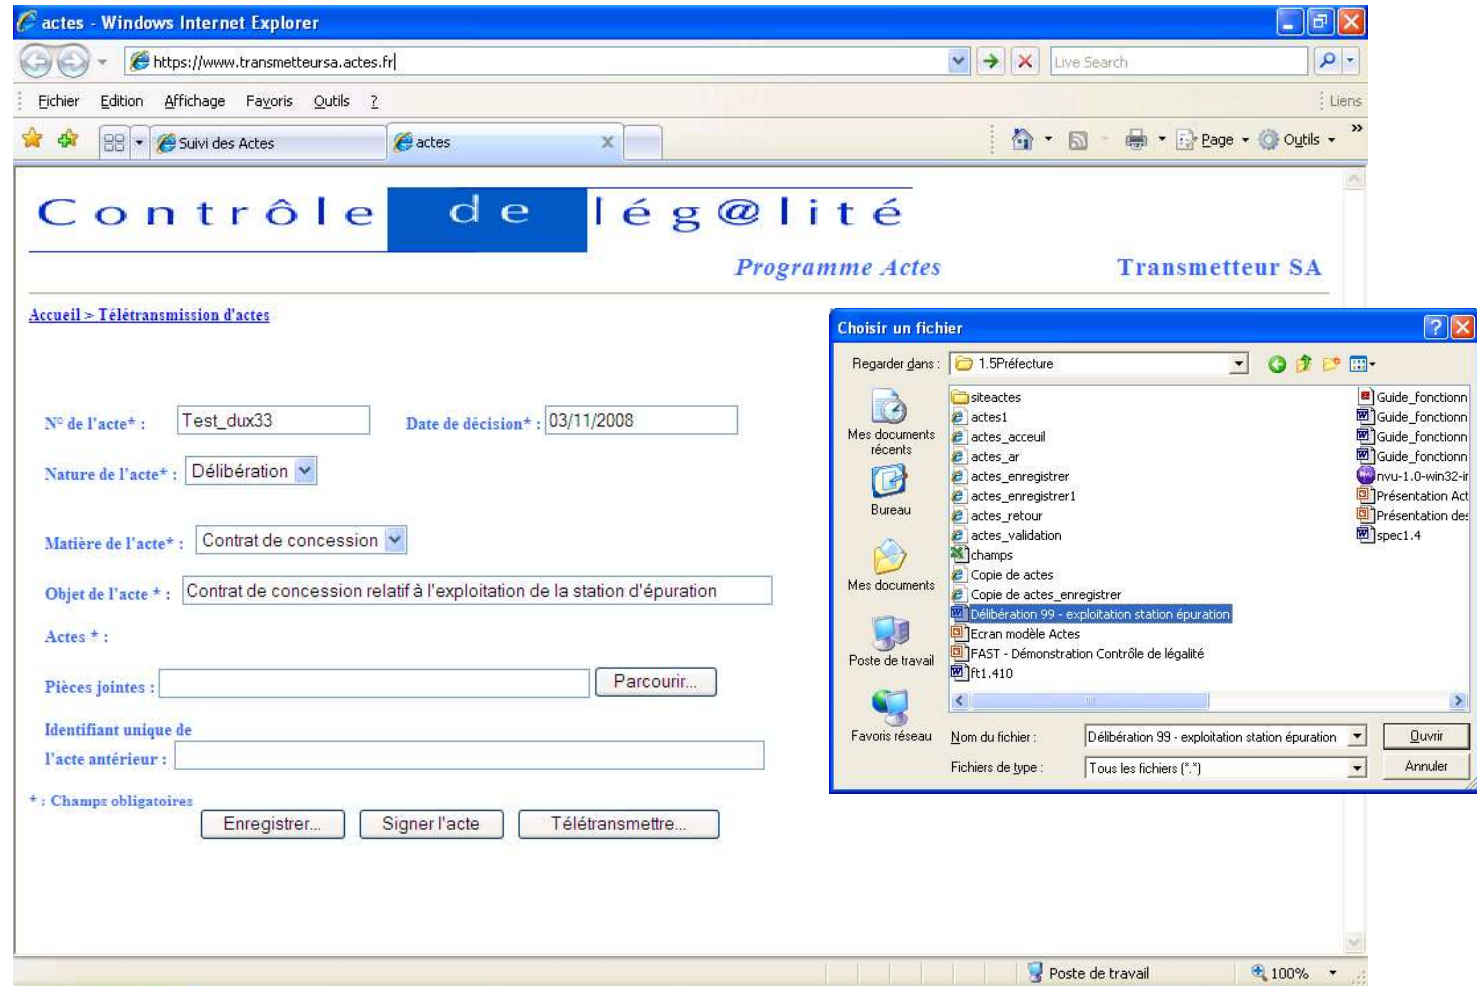 actes - Windows Internet Explorer
https://www.transmetteursa.actes.fr
Live Search
Fichier Edition Affichage Favoris Outils ?
Liens
Suivi des Actes
actes
Page
Outils
Contrôle de lég@lité
Programme Actes
Transmetteur SA
Accueil > Télétransmission d'actes
N° de l'acte* : Test_dux33
Date de décision* : 03/11/2008
Nature de l'acte* : Délibération
Matière de l'acte* : Contrat de concession
Objet de l'acte * : Contrat de concession relatif à l'exploitation de la station d'épuration
Actes * :
Pièces jointes : Parcourir...
Identifiant unique de
l'acte antérieur :
* : Champs obligatoires
Enregistrer... Signer l'acte Télétransmettre...
Choisir un fichier
Regarder dans : 1.5Préfecture
Mes documents
récents
Bureau
Mes documents
Poste de travail
Favoris réseau
siteactes
actes1
actes_acceuil
actes_ar
actes_enregistrer
actes_enregistrer1
actes_retour
actes_validation
champs
Copie de actes
Copie de actes_enregistrer
Délibération 99 - exploitation station épuration
Ecran modèle Actes
FAST - Démonstration Contrôle de légalité
ft1.410
Guide_fonctionn
Guide_fonctionn
Guide_fonctionn
Guide_fonctionn
nvu-1.0-win32-ir
Présentation Act
Présentation des
spec1.4
Nom du fichier : Délibération 99 - exploitation station épuration Ouvrir
Fichiers de type : Tous les fichiers (*.*) Annuler
Poste de travail
100%